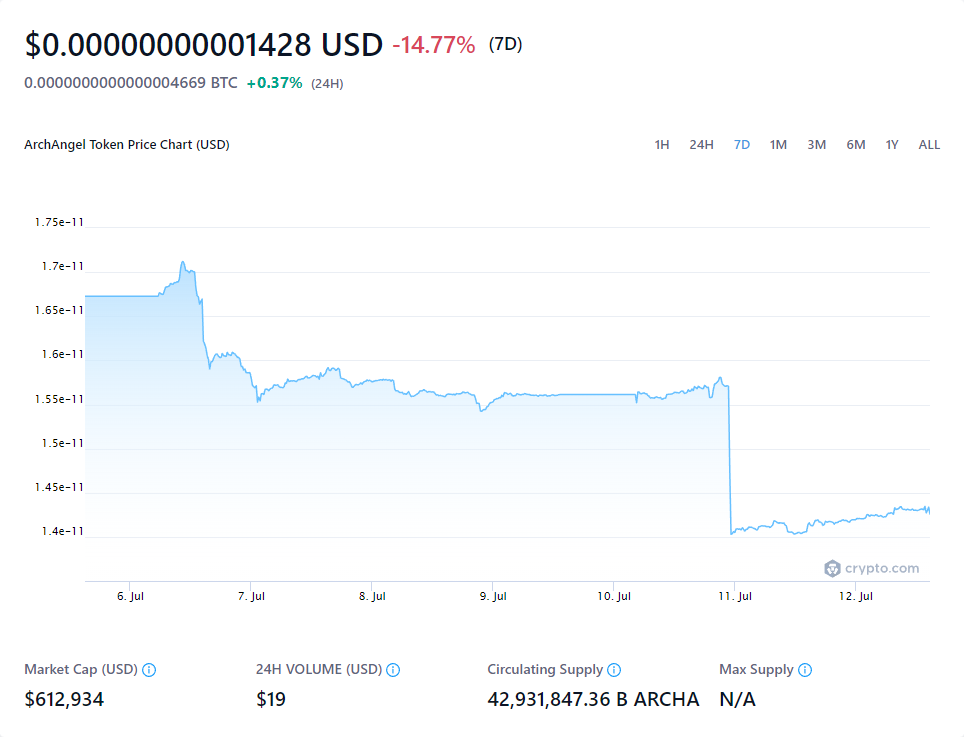 $0.00000000001428 USD -14.77% (7D)
0.0000000000000004669 BTC +0.37% (24H)
ArchAngel Token Price Chart (USD) 1H 24H 7D 1M 3M 6M 1Y ALL
1.75e-11
1.7e-11
1.65e-11
1.6e-11
1.55e-11
1.5e-11
1.45e-11
1.4e-11
crypto.com
6. Jul 7. Jul 8. Jul 9. Jul 10. Jul 11. Jul 12. Jul
Market Cap (USD) 24H VOLUME (USD) Circulating Supply Max Supply
$612,934 $19 42,931,847.36 B ARCHA N/A